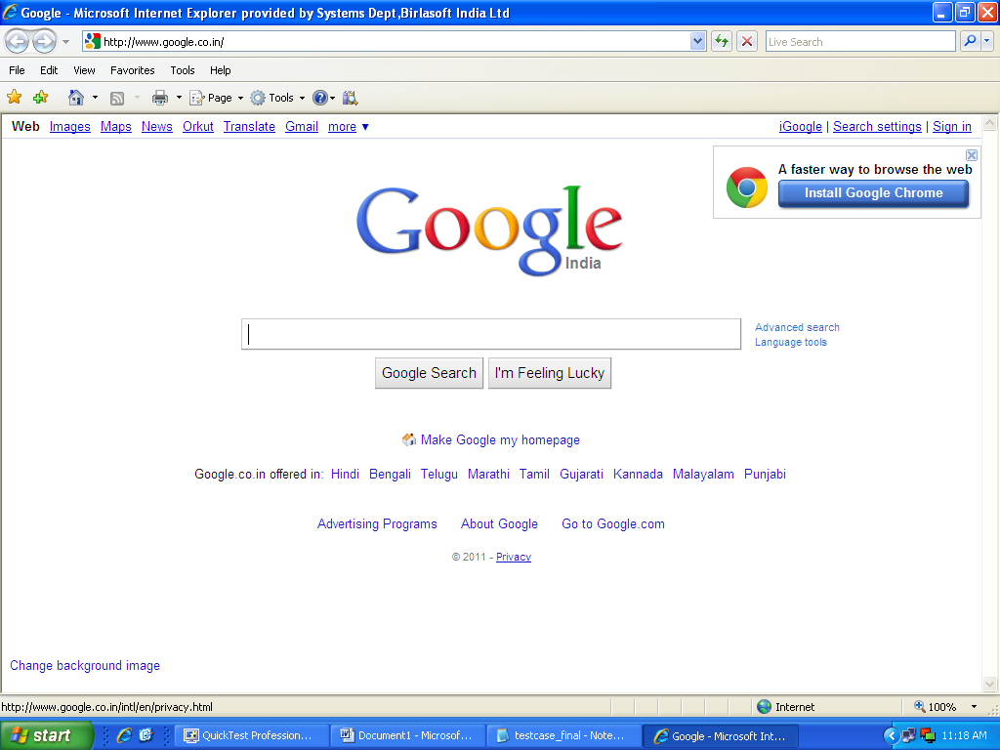 Google - Microsoft Internet Explorer provided by Systems Dept,Birlasoft India Ltd
http://www.google.co.in/
Live Search
File Edit View Favorites Tools Help
Page Tools
Web Images Maps News Orkut Translate Gmail more ▼
iGoogle | Search settings | Sign in
A faster way to browse the web
Install Google Chrome
Google
India
Advanced search
Language tools
Google Search I'm Feeling Lucky
Make Google my homepage
Google.co.in offered in: Hindi Bengali Telugu Marathi Tamil Gujarati Kannada Malayalam Punjabi
Advertising Programs About Google Go to Google.com
© 2011 - Privacy
Change background image
http://www.google.co.in/intl/en/privacy.html Internet 100%
start QuickTest Profession... Document1 - Microsof... testcase_final - Note... Google - Microsoft Int... 11:18 AM